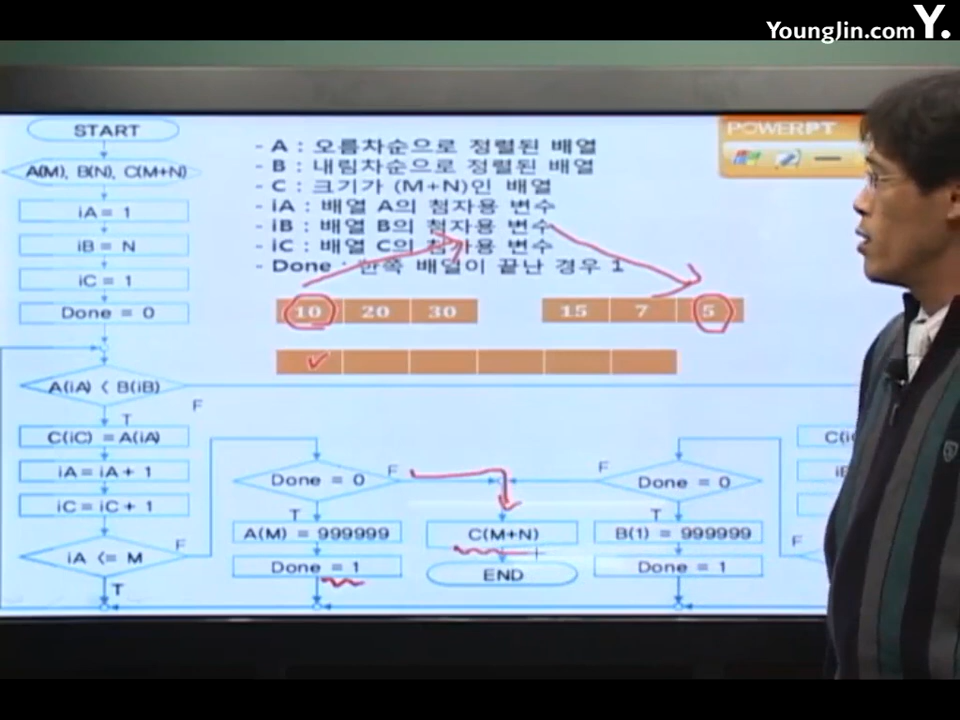 YoungJin.com Y.
START
A(M), B(N), C(M+N)
iA = 1
iB = N
iC = 1
Done = 0
A(iA) < B(iB)
F
T
C(iC) = A(iA)
iA = iA + 1
iC = iC + 1
iA <= M
F
T
- A : 오름차순으로 정렬된 배열
- B : 내림차순으로 정렬된 배열
- C : 크기가 (M+N)인 배열
- iA : 배열 A의 첨자용 변수
- iB : 배열 B의 첨자용 변수
- iC : 배열 C의 첨자용 변수
- Done : 한쪽 배열이 끝난 경우 1
POWERPT
10 20 30
15 7 5
Done = 0
F
T
A(M) = 999999
Done = 1
C(M+N)
END
F
Done = 0
T
B(1) = 999999
Done = 1
F